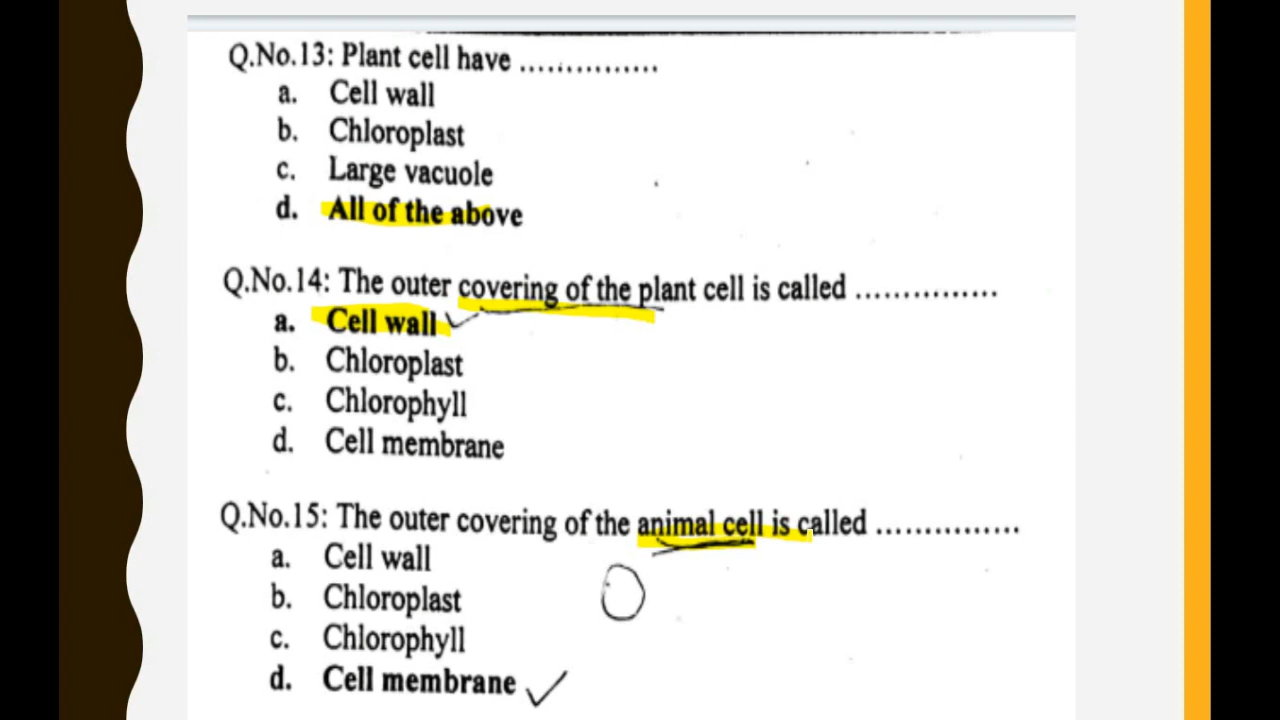 Q.No.13: Plant cell have ...............
a. Cell wall
b. Chloroplast
c. Large vacuole
d. All of the above
Q.No.14: The outer covering of the plant cell is called ...............
a. Cell wall
b. Chloroplast
c. Chlorophyll
d. Cell membrane
Q.No.15: The outer covering of the animal cell is called ...............
a. Cell wall
b. Chloroplast
c. Chlorophyll
d. Cell membrane